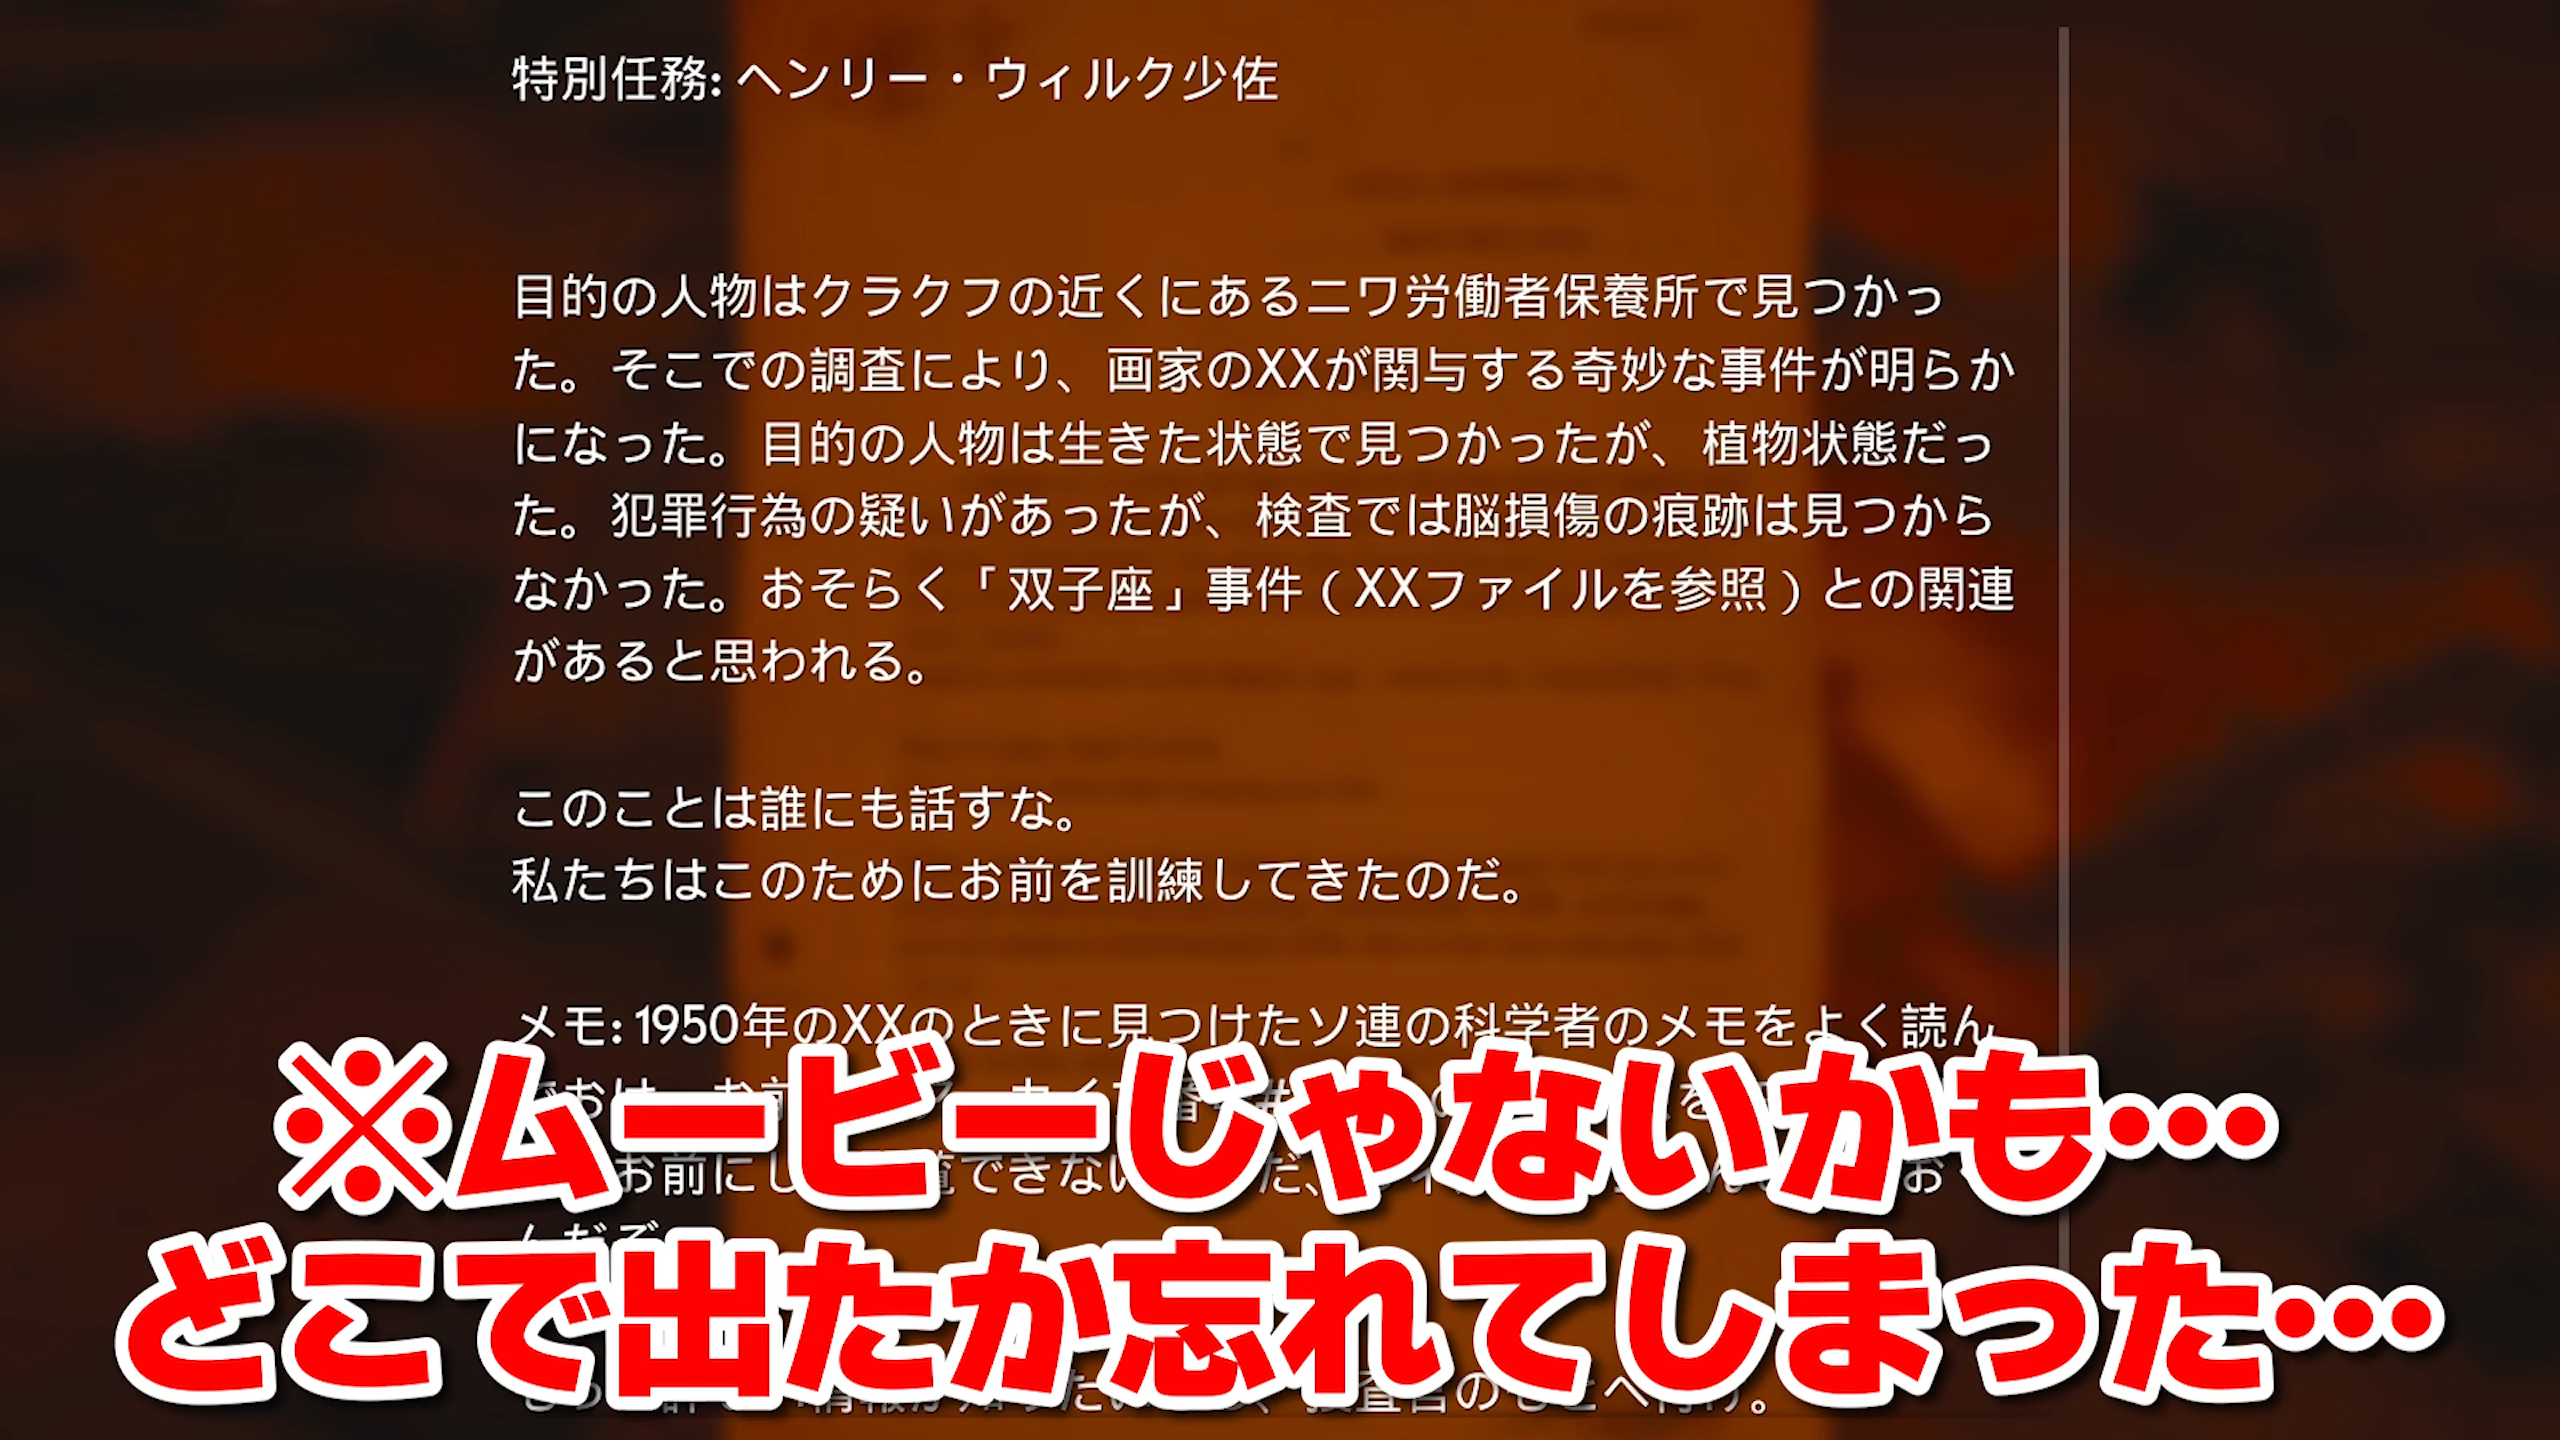 特別任務: ヘンリー・ウィルク少佐
目的の人物はクラクフの近くにあるニワ労働者保養所で見つかっ
た。そこでの調査により、画家のXXが関与する奇妙な事件が明らか
になった。目的の人物は生きた状態で見つかったが、植物状態だっ
た。犯罪行為の疑いがあったが、検査では脳損傷の痕跡は見つから
なかった。おそらく「双子座」事件（XXファイルを参照）との関連
があると思われる。
このことは誰にも話すな。
私たちはこのためにお前を訓練してきたのだ。
メモ: 1950年のXXのときに見つけたソ連の科学者のメモをよく読ん
※ムービーじゃないかも…
どこで出たか忘れてしまった…